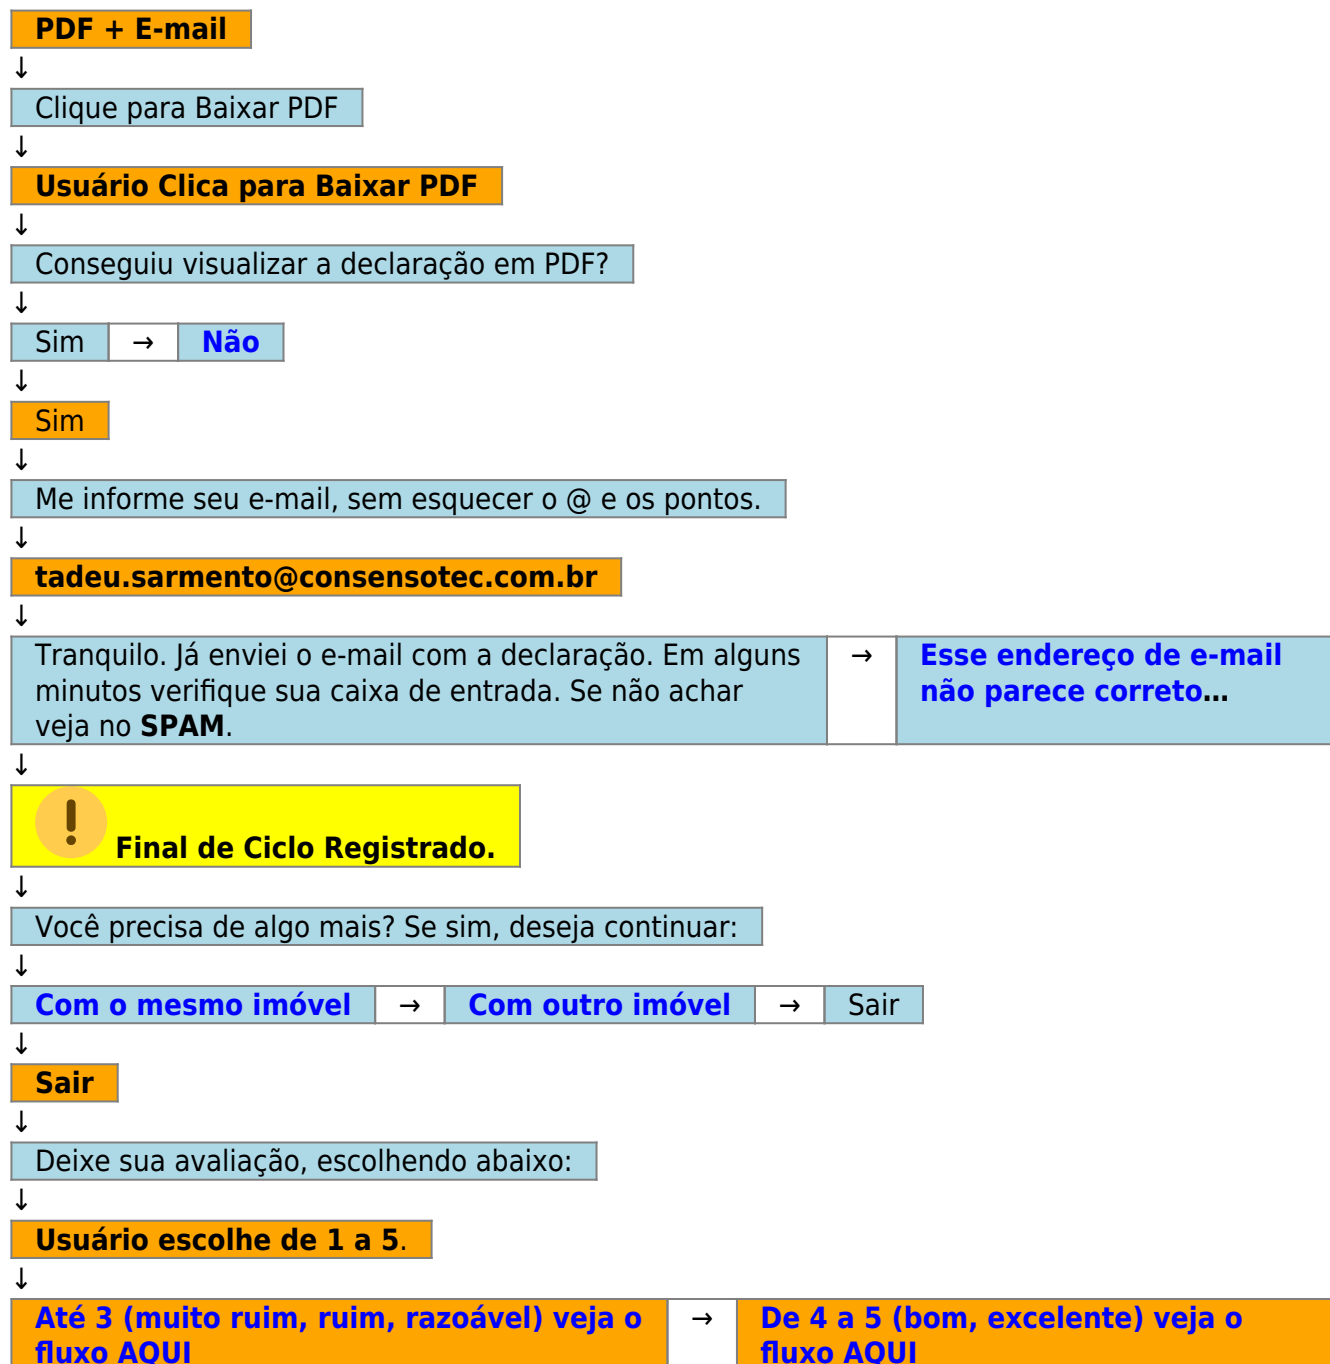 PDF + E-mail
↓
Clique para Baixar PDF
↓
Usuário Clica para Baixar PDF
↓
Conseguiu visualizar a declaração em PDF?
↓
Sim → Não
↓
Sim
↓
Me informe seu e-mail, sem esquecer o @ e os pontos.
↓
tadeu.sarmento@consensotec.com.br
↓
Tranquilo. Já enviei o e-mail com a declaração. Em alguns
minutos verifique sua caixa de entrada. Se não achar
veja no SPAM.
→
Esse endereço de e-mail
não parece correto...
↓
Final de Ciclo Registrado.
↓
Você precisa de algo mais? Se sim, deseja continuar:
↓
Com o mesmo imóvel → Com outro imóvel → Sair
↓
Sair
↓
Deixe sua avaliação, escolhendo abaixo:
↓
Usuário escolhe de 1 a 5.
↓
Até 3 (muito ruim, ruim, razoável) veja o
fluxo AQUI
→
De 4 a 5 (bom, excelente) veja o
fluxo AQUI